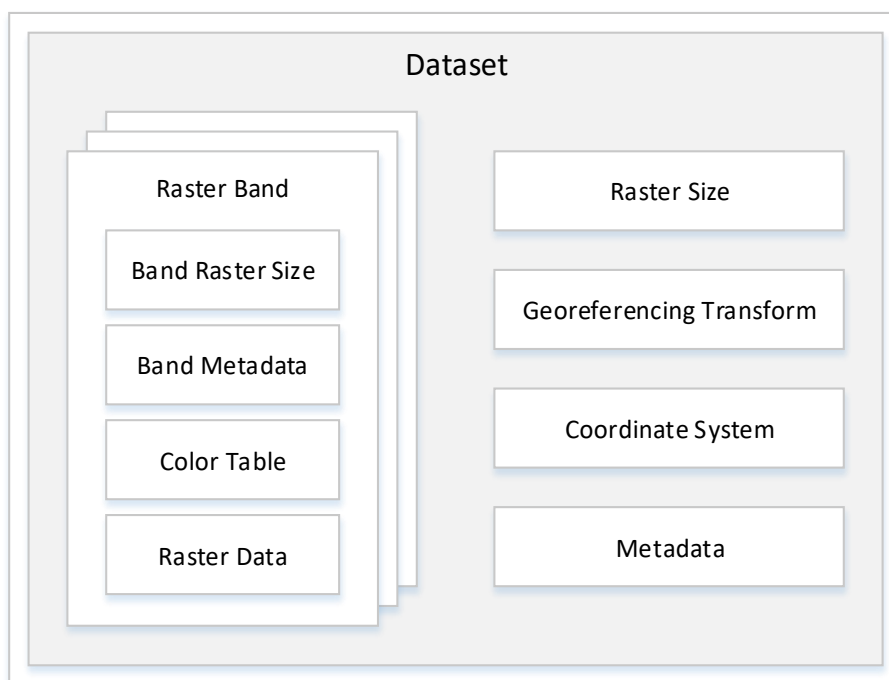 Dataset
Raster Band
Band Raster Size
Band Metadata
Color Table
Raster Data
Raster Size
Georeferencing Transform
Coordinate System
Metadata